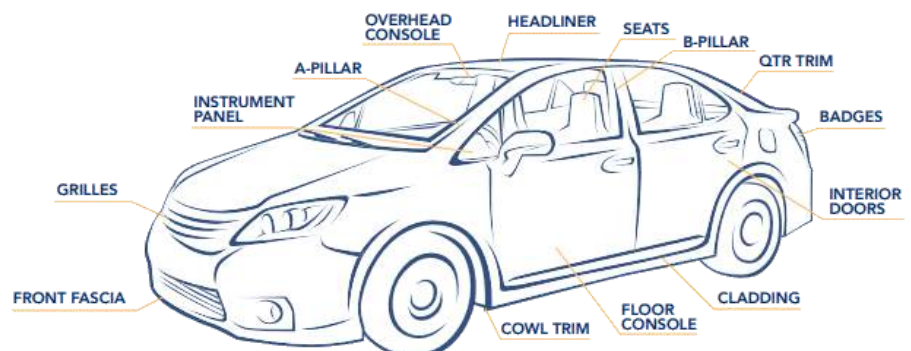 OVERHEAD
CONSOLE
HEADLINER
SEATS
B-PILLAR
QTR TRIM
A-PILLAR
INSTRUMENT
PANEL
BADGES
GRILLES
INTERIOR
DOORS
FRONT FASCIA
COWL TRIM
FLOOR
CONSOLE
CLADDING